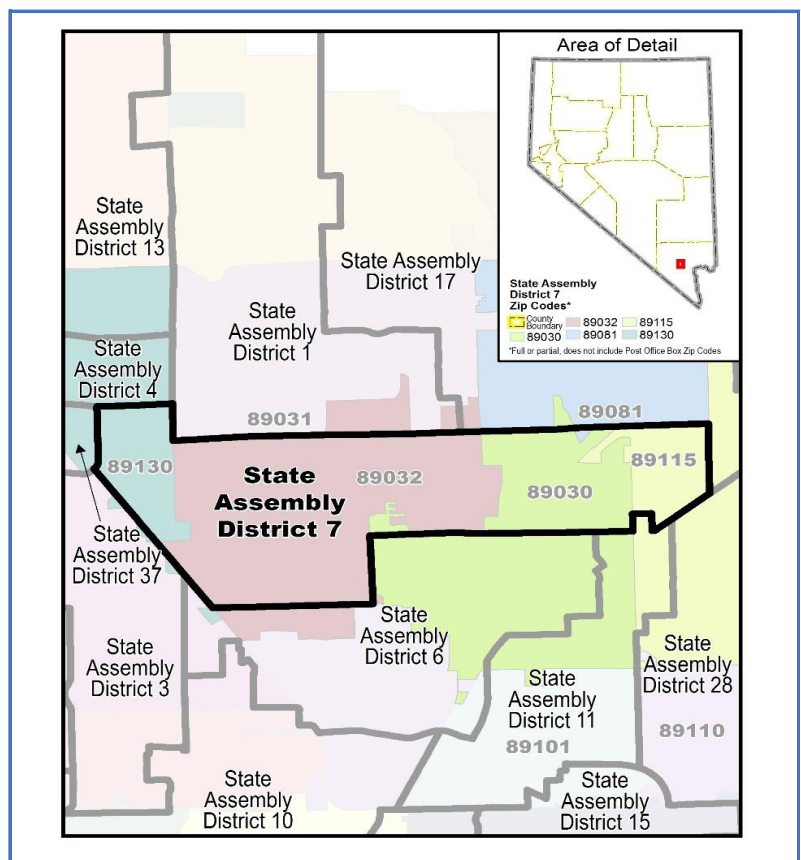 Area of Detail
State Assembly
District 7
Zip Codes*
County
Boundary
89030
89032
89081
89115
89130
*Full or partial, does not include Post Office Box Zip Codes
State
Assembly
District 13
State Assembly
District 17
State
Assembly
District 1
State
Assembly
District 4
89031
89081
89130
State
Assembly
District 7
89032
89030
89115
State
Assembly
District 37
State
Assembly
District 3
State
Assembly
District 6
State
Assembly
District 11
State
Assembly
District 28
89101
89110
State
Assembly
District 10
State
Assembly
District 15